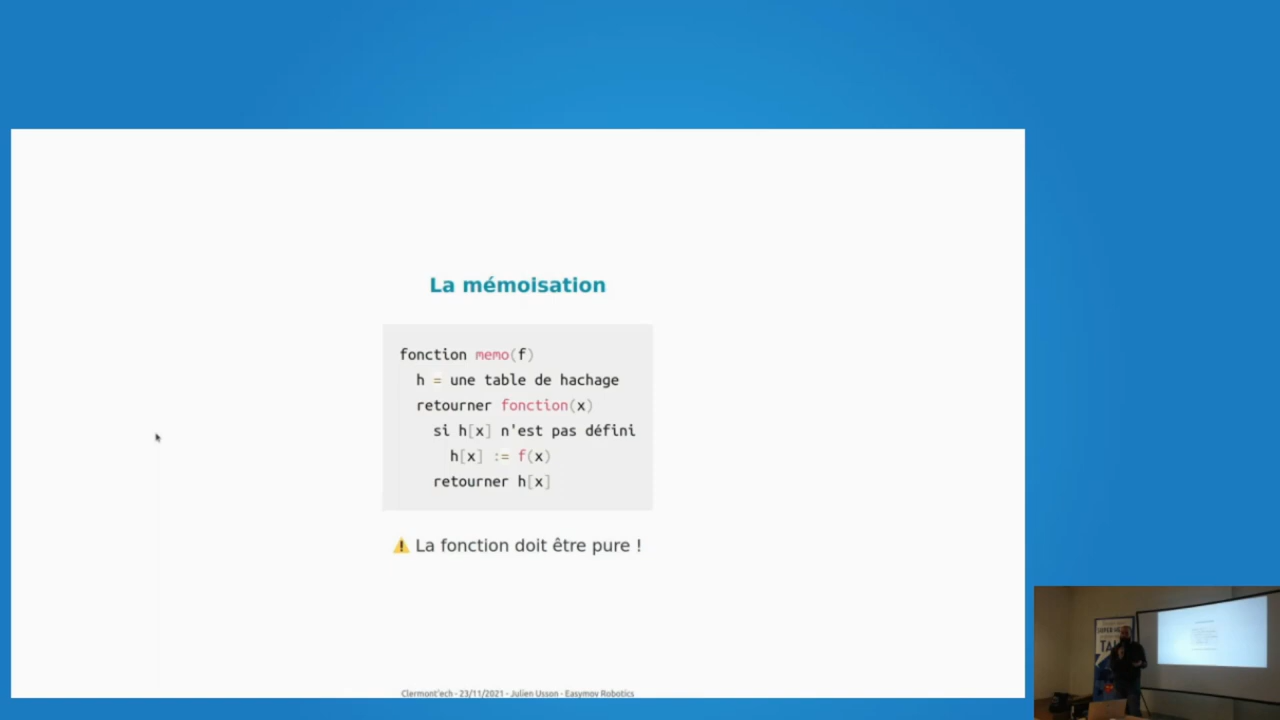 La mémoisation
fonction memo(f)
h = une table de hachage
retourner fonction(x)
si h[x] n'est pas défini
h[x] := f(x)
retourner h[x]
⚠ La fonction doit être pure !
Clermont'ech - 23/11/2021 - Julien Usson - Easymov Robotics